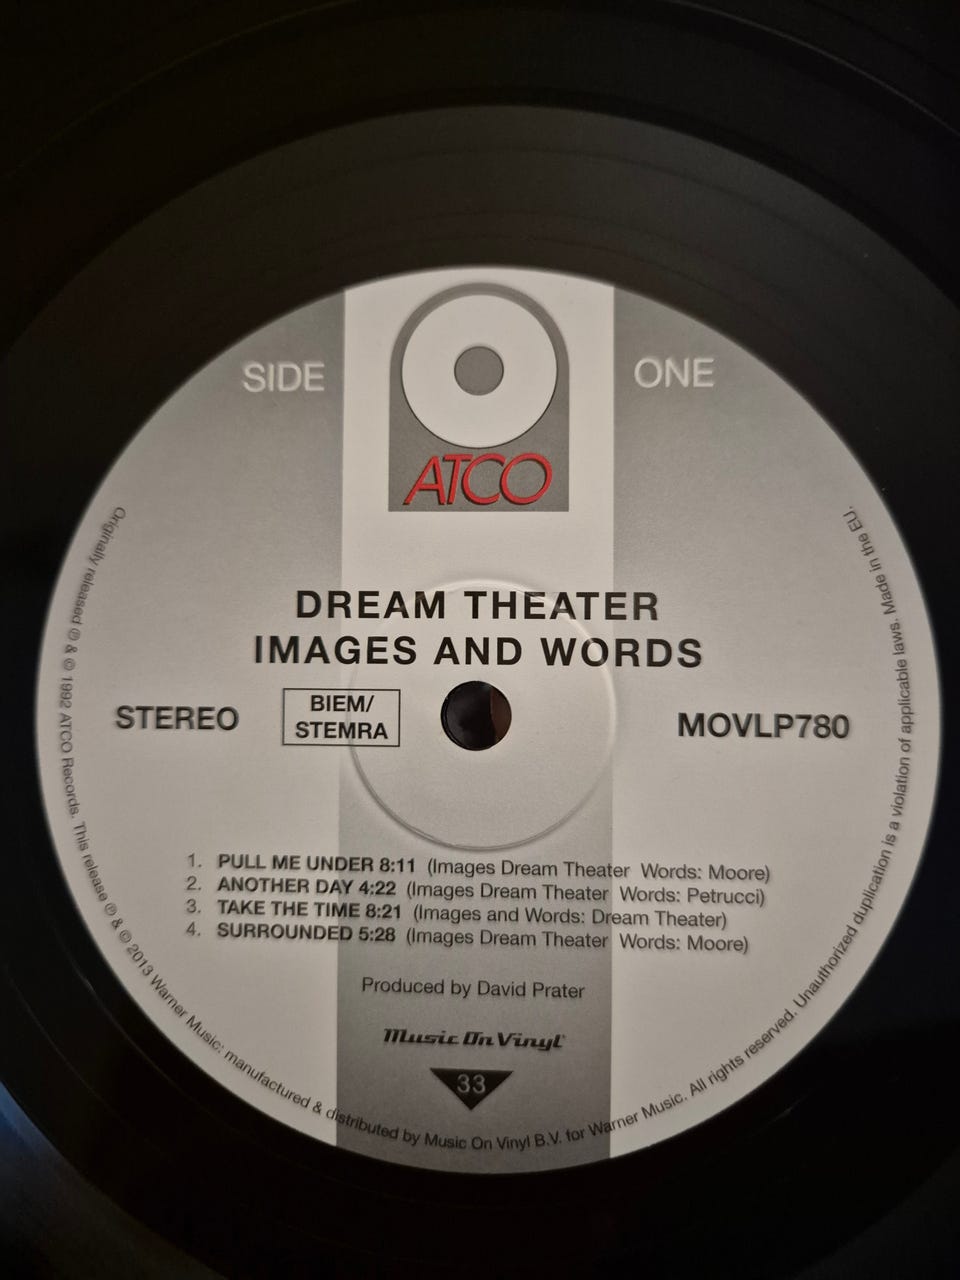 SIDE ONE
ATCO
DREAM THEATER
IMAGES AND WORDS
STEREO
BIEM/
STEMRA
MOVLP780
1. PULL ME UNDER 8:11 (Images Dream Theater Words: Moore)
2. ANOTHER DAY 4:22 (Images Dream Theater Words: Petrucci)
3. TAKE THE TIME 8:21 (Images and Words: Dream Theater)
4. SURROUNDED 5:28 (Images Dream Theater Words: Moore)
Produced by David Prater
Music On Vinyl
33
Originally released ℗ & © 1992 ATCO Records. This release ℗ & © 2013 Warner Music: manufactured & distributed by Music On Vinyl B.V. for Warner Music. All rights reserved. Unauthorized duplication is a violation of applicable laws. Made in the EU.